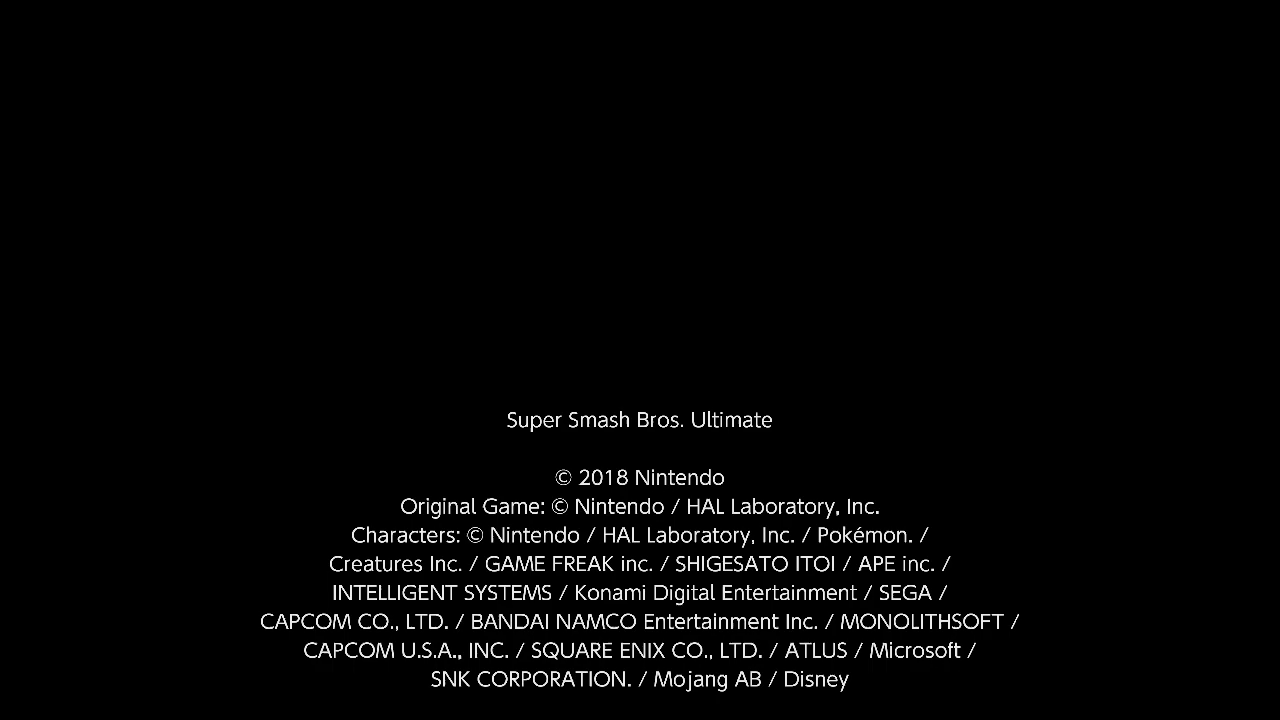 Super Smash Bros. Ultimate
© 2018 Nintendo
Original Game: © Nintendo / HAL Laboratory, Inc.
Characters: © Nintendo / HAL Laboratory, Inc. / Pokémon. /
Creatures Inc. / GAME FREAK inc. / SHIGESATO ITOI / APE inc. /
INTELLIGENT SYSTEMS / Konami Digital Entertainment / SEGA /
CAPCOM CO., LTD. / BANDAI NAMCO Entertainment Inc. / MONOLITHSOFT /
CAPCOM U.S.A., INC. / SQUARE ENIX CO., LTD. / ATLUS / Microsoft /
SNK CORPORATION. / Mojang AB / Disney